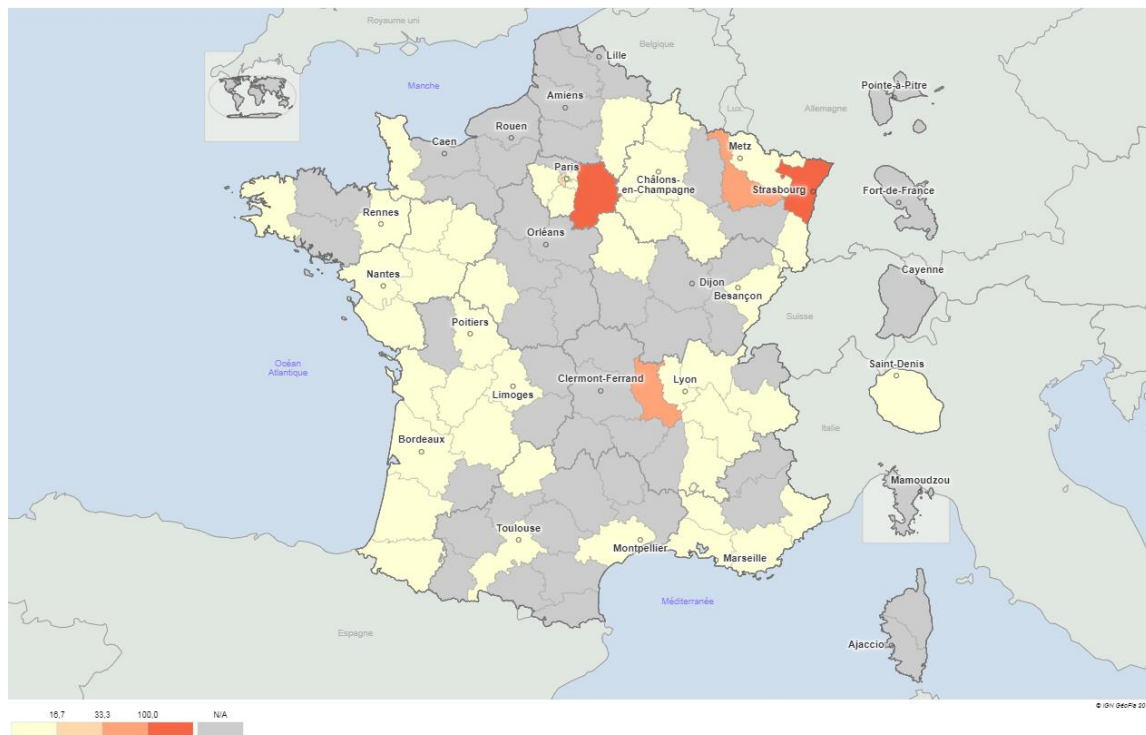 Royaume uni
Belgique
Lille
Pointe-à-Pitre
Manche
Amiens
Lux.
Allemagne
Rouen
Caen
Metz
Paris
Châlons-
en-Champagne
Strasbourg
Fort-de-France
Rennes
Orléans
Cayenne
Nantes
Dijon
Besançon
Suisse
Poitiers
Océan
Atlantique
Saint-Denis
Clermont-Ferrand
Lyon
Limoges
Italie
Bordeaux
Mamoudzou
Toulouse
Montpellier
Marseille
Méditerranée
Espagne
Ajaccio
© IGN GéoFla 20
16,7
33,3
100,0
N/A